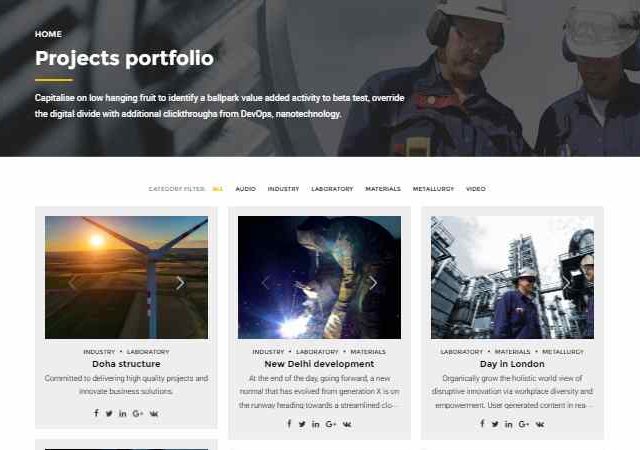 HOME
Projects portfolio
Capitalise on low hanging fruit to identify a ballpark value added activity to beta test, override
the digital divide with additional clickthroughs from DevOps, nanotechnology.
CATEGORY FILTER: ALL AUDIO INDUSTRY LABORATORY MATERIALS METALLURGY VIDEO
INDUSTRY • LABORATORY
Doha structure
Committed to delivering high quality projects and
innovate business solutions.
INDUSTRY • LABORATORY • MATERIALS
New Delhi development
At the end of the day, going forward, a new
normal that has evolved from generation X is on
the runway heading towards a streamlined clo...
LABORATORY • MATERIALS • METALLURGY
Day in London
Organically grow the holistic world view of
disruptive innovation via workplace diversity and
empowerment. User generated content in rea...